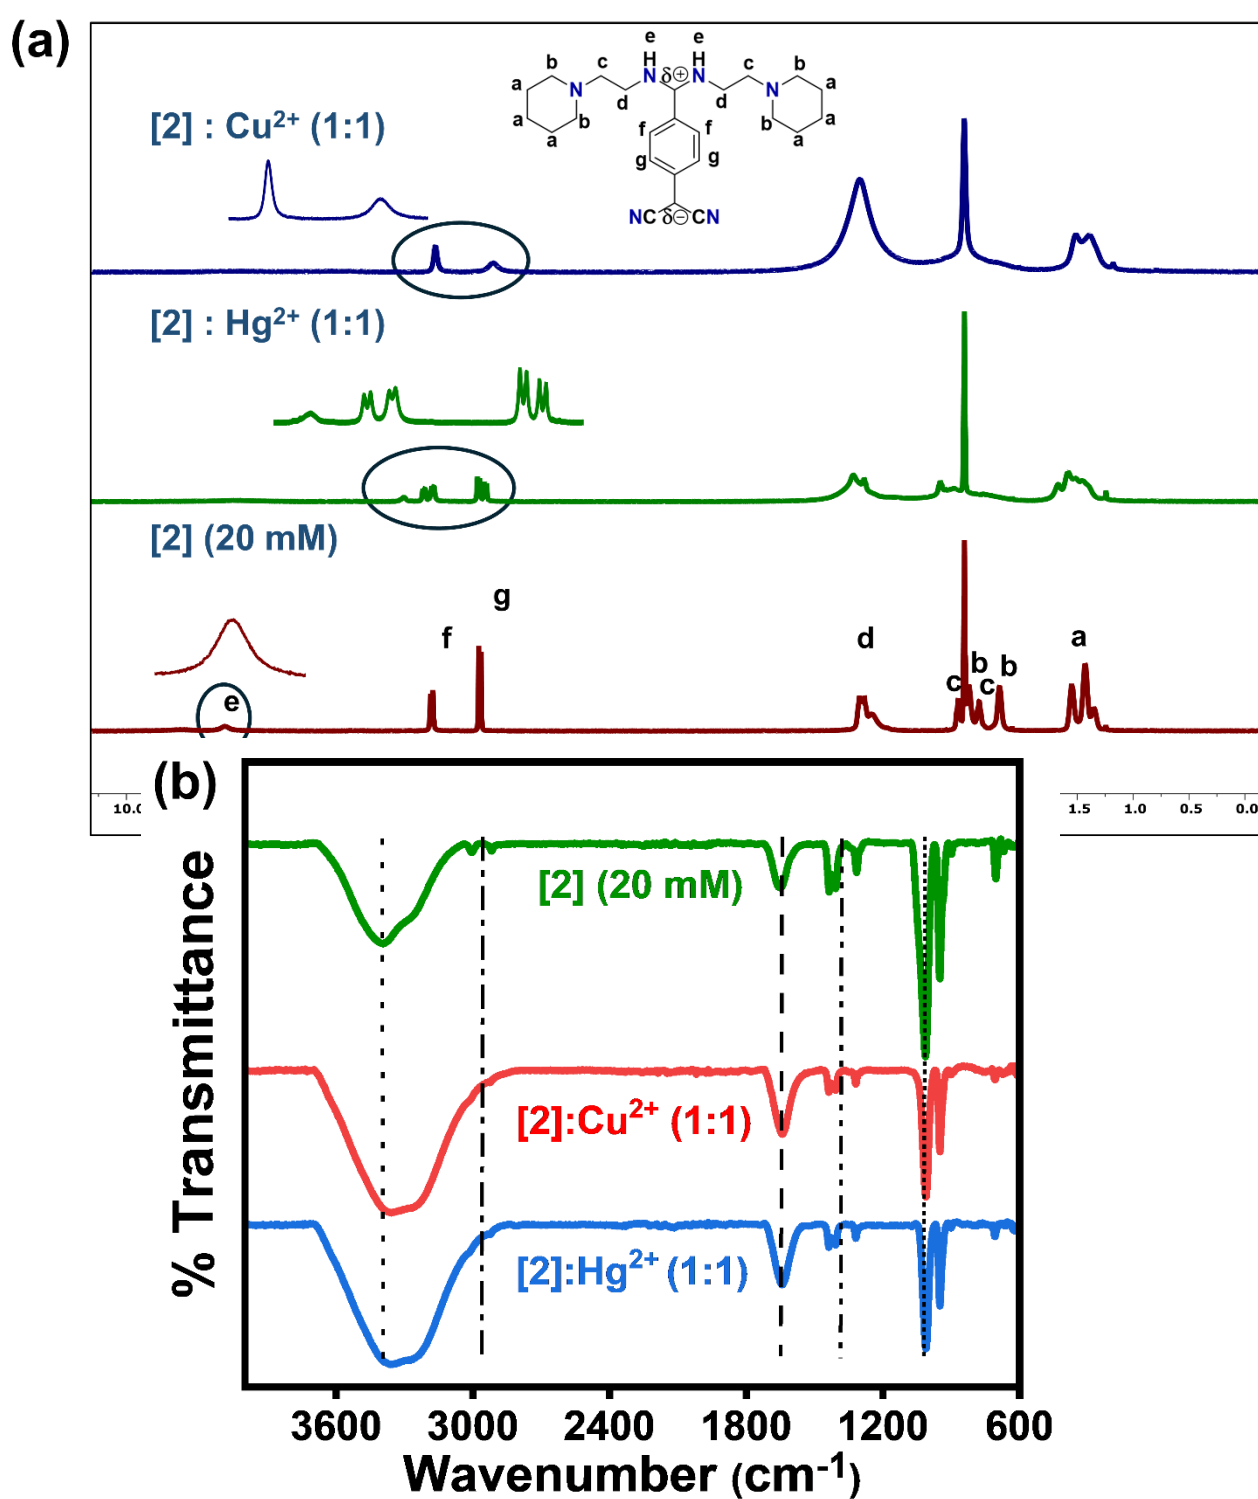 (a)
e e
H H
b c N δ⊕ N c b
a N d d N a
a b f f b a
a g g a
NC δ⊖ CN
[2] : Cu²⁺ (1:1)
[2] : Hg²⁺ (1:1)
[2] (20 mM)
e f g d c b c b a
1.5 1.0 0.5 0.0
(b)
[2] (20 mM)
[2]:Cu²⁺ (1:1)
[2]:Hg²⁺ (1:1)
% Transmittance
3600 3000 2400 1800 1200 600
Wavenumber (cm⁻¹)